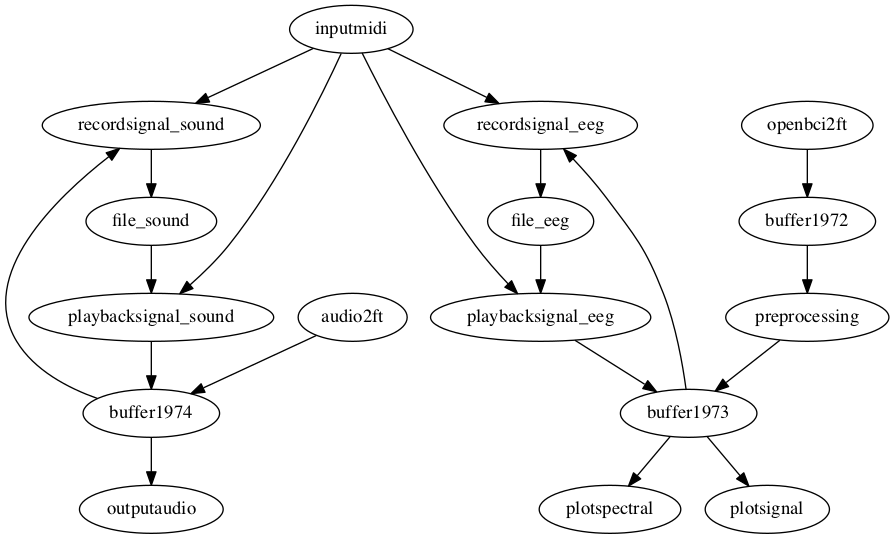 inputmidi
recordsignal_sound
recordsignal_eeg
openbci2ft
file_sound
file_eeg
buffer1972
playbacksignal_sound
audio2ft
playbacksignal_eeg
preprocessing
buffer1974
buffer1973
outputaudio
plotspectral
plotsignal